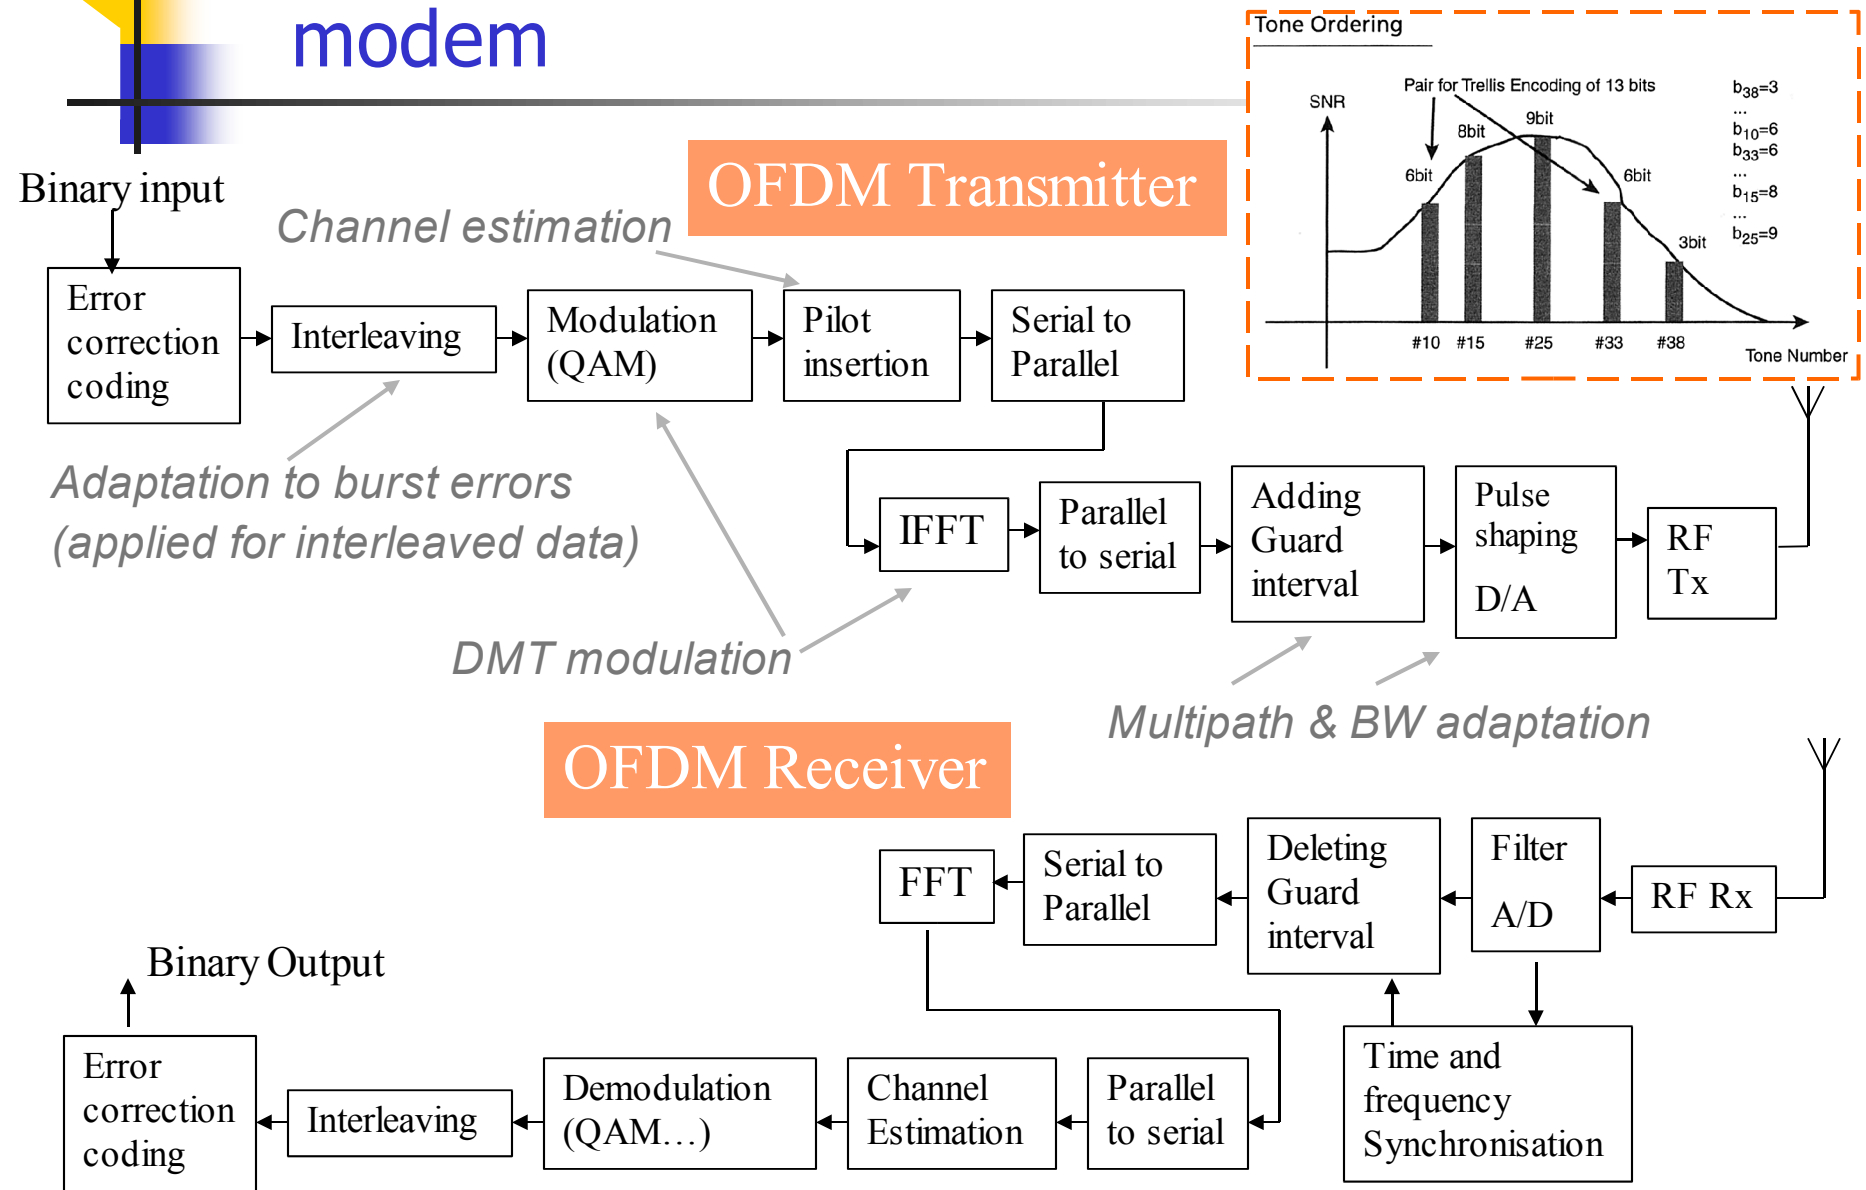 modem
Tone Ordering
Pair for Trellis Encoding of 13 bits
SNR
6bit
8bit
9bit
6bit
3bit
b38=3
...
b10=6
b33=6
...
b15=8
...
b25=9
#10 #15 #25 #33 #38
Tone Number
OFDM Transmitter
Binary input
Channel estimation
Error
correction
coding
Interleaving
Modulation
(QAM)
Pilot
insertion
Serial to
Parallel
Adaptation to burst errors
(applied for interleaved data)
IFFT
Parallel
to serial
Adding
Guard
interval
Pulse
shaping
D/A
RF
Tx
DMT modulation
Multipath & BW adaptation
OFDM Receiver
FFT
Serial to
Parallel
Deleting
Guard
interval
Filter
A/D
RF Rx
Binary Output
Error
correction
coding
Interleaving
Demodulation
(QAM…)
Channel
Estimation
Parallel
to serial
Time and
frequency
Synchronisation